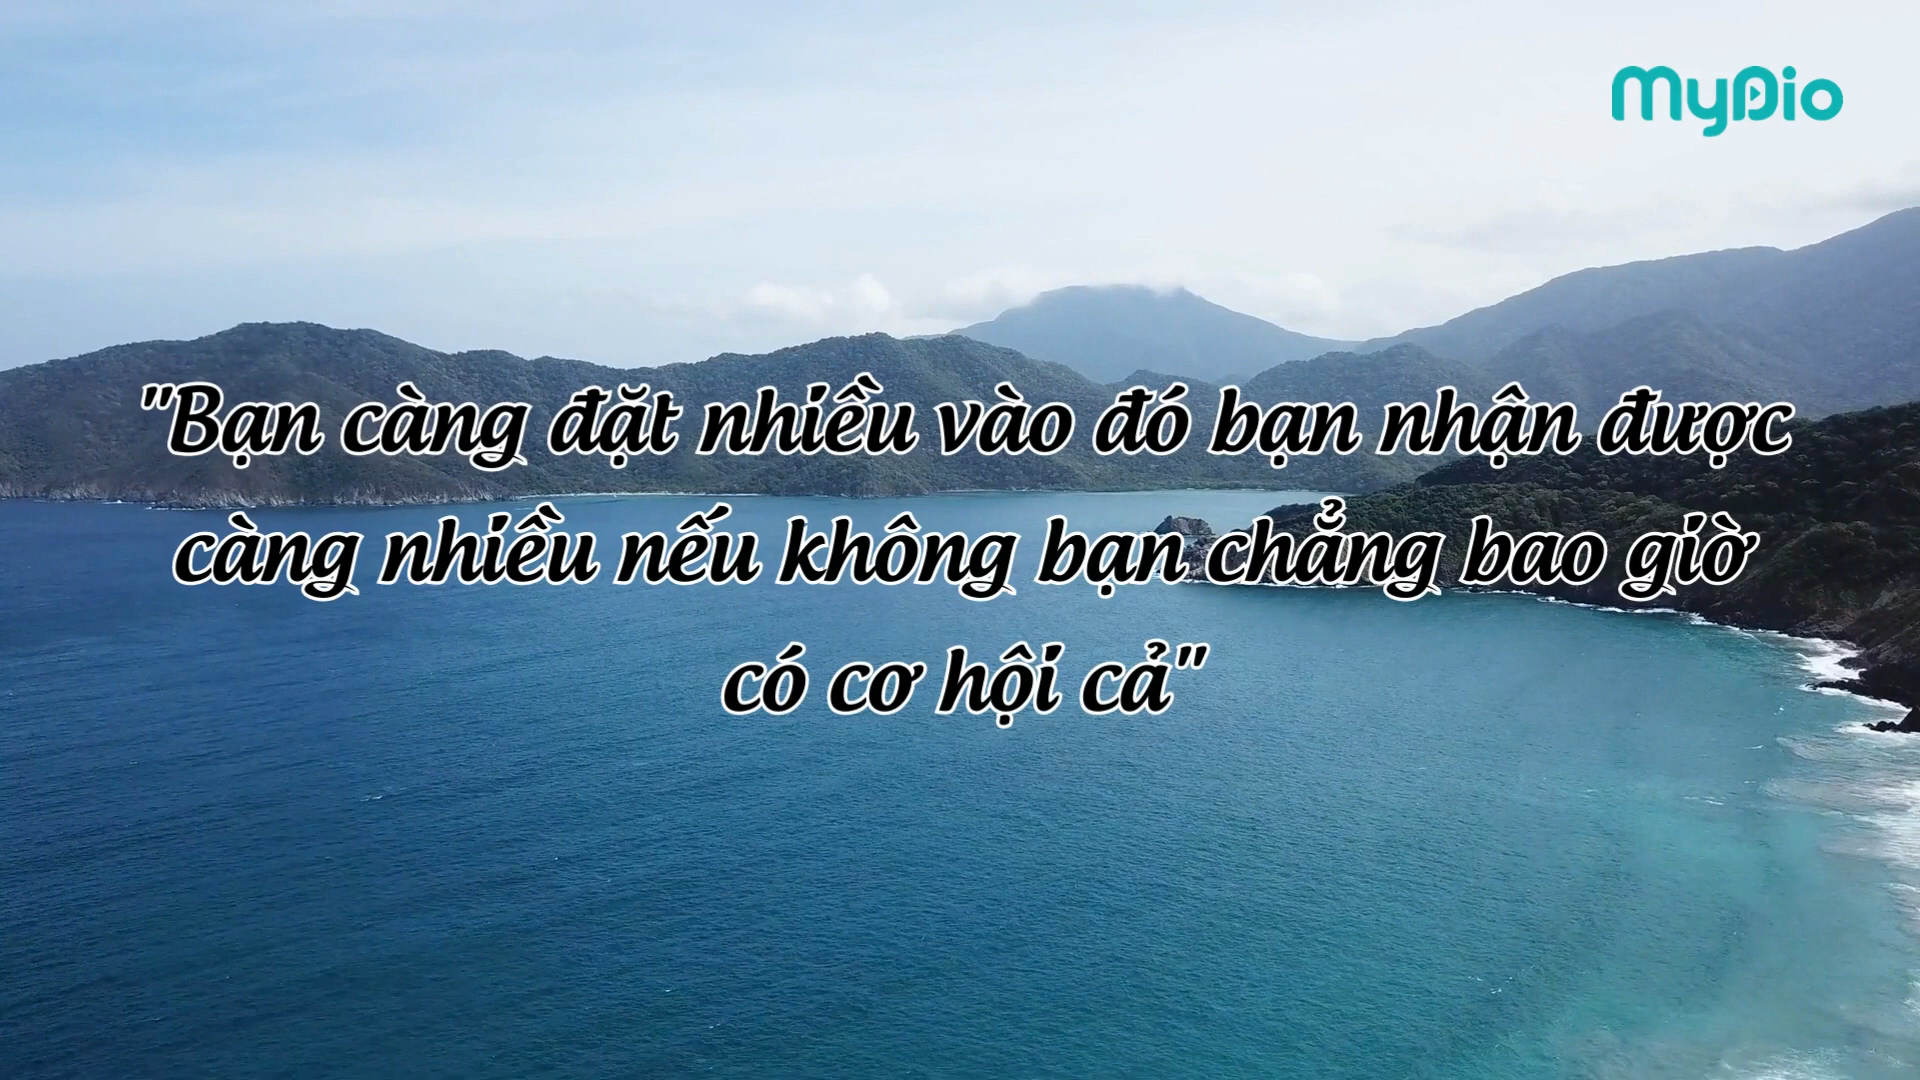 MyDio
"Bạn càng đặt nhiều vào đó bạn nhận được
càng nhiều nếu không bạn chẳng bao giờ
có cơ hội cả"